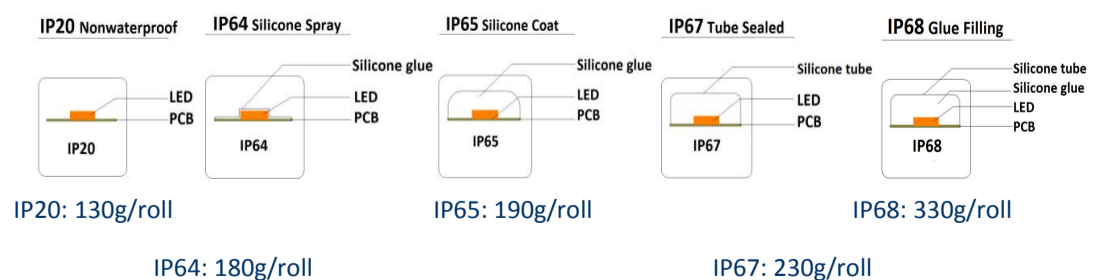 IP20 Nonwaterproof
LED
PCB
IP20
IP64 Silicone Spray
Silicone glue
LED
PCB
IP64
IP65 Silicone Coat
Silicone glue
LED
PCB
IP65
IP67 Tube Sealed
Silicone tube
LED
PCB
IP67
IP68 Glue Filling
Silicone tube
Silicone glue
LED
PCB
IP68
IP20: 130g/roll
IP65: 190g/roll
IP68: 330g/roll
IP64: 180g/roll
IP67: 230g/roll